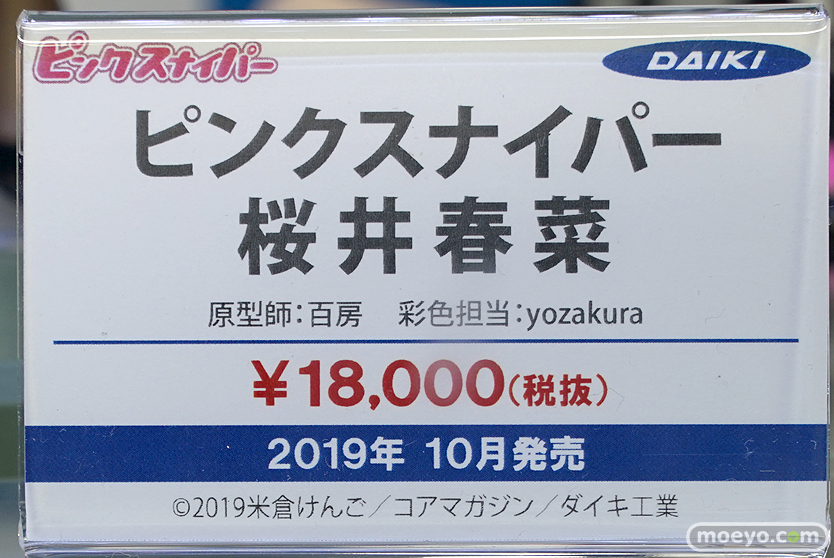 ピンクスナイパー
DAIKI
ピンクスナイパー
桜井春菜
原型師：百房　彩色担当：yozakura
￥18,000（税抜）
2019年 10月発売
©2019米倉けんご／コアマガジン／ダイキ工業
moeyo.com